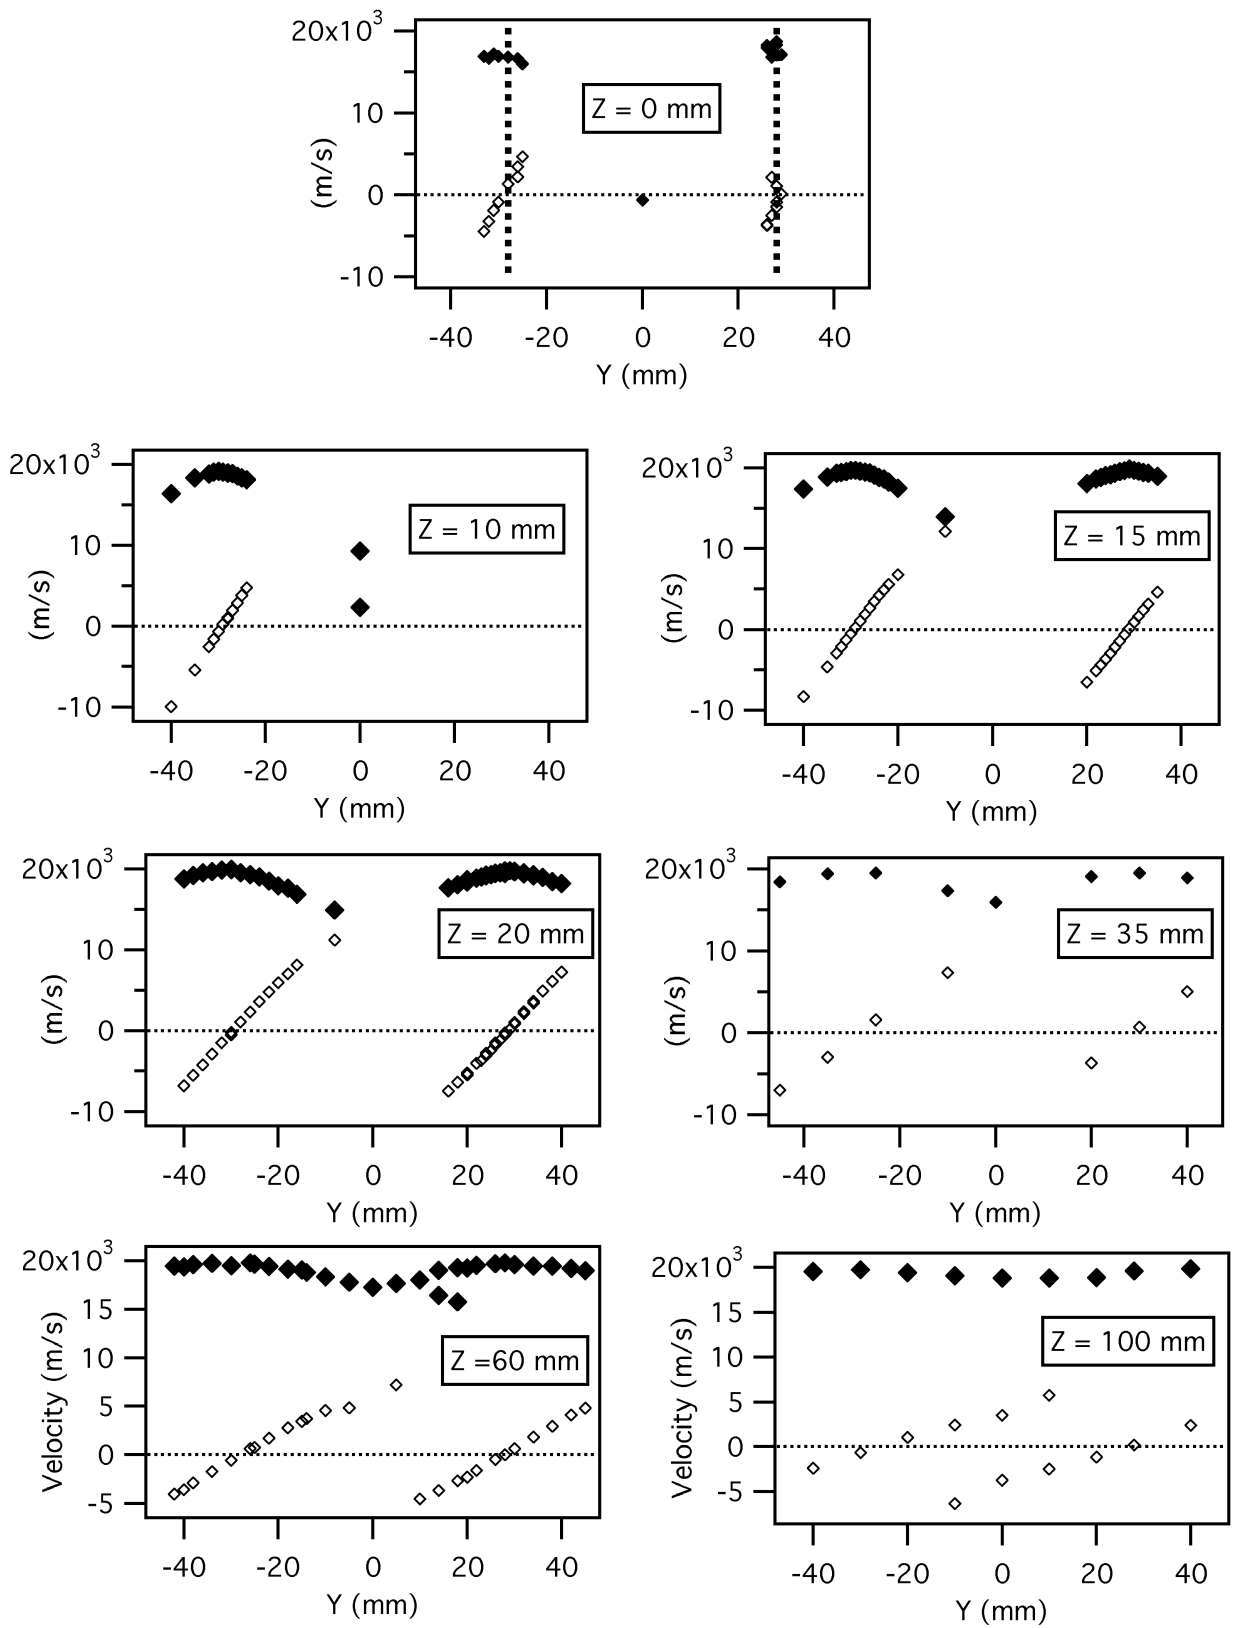 20x10³
10
0
-10
(m/s)
Z = 0 mm
-40 -20 0 20 40
Y (mm)
20x10³
10
0
-10
(m/s)
Z = 10 mm
-40 -20 0 20 40
Y (mm)
20x10³
10
0
-10
(m/s)
Z = 15 mm
-40 -20 0 20 40
Y (mm)
20x10³
10
0
-10
(m/s)
Z = 20 mm
-40 -20 0 20 40
Y (mm)
20x10³
10
0
-10
(m/s)
Z = 35 mm
-40 -20 0 20 40
Y (mm)
20x10³
15
10
5
0
-5
Velocity (m/s)
Z =60 mm
-40 -20 0 20 40
Y (mm)
20x10³
15
10
5
0
-5
Velocity (m/s)
Z = 100 mm
-40 -20 0 20 40
Y (mm)